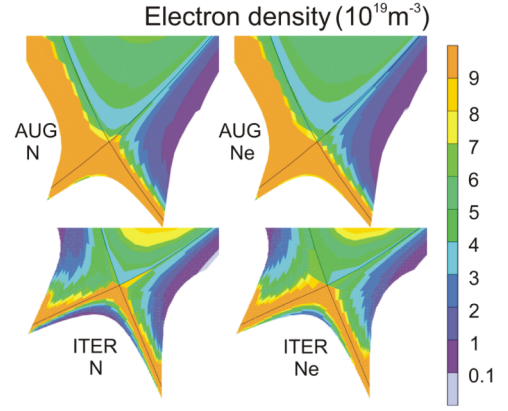 Electron density (10¹⁹m⁻³)
AUG
N
AUG
Ne
ITER
N
ITER
Ne
9
8
7
6
5
4
3
2
1
0.1